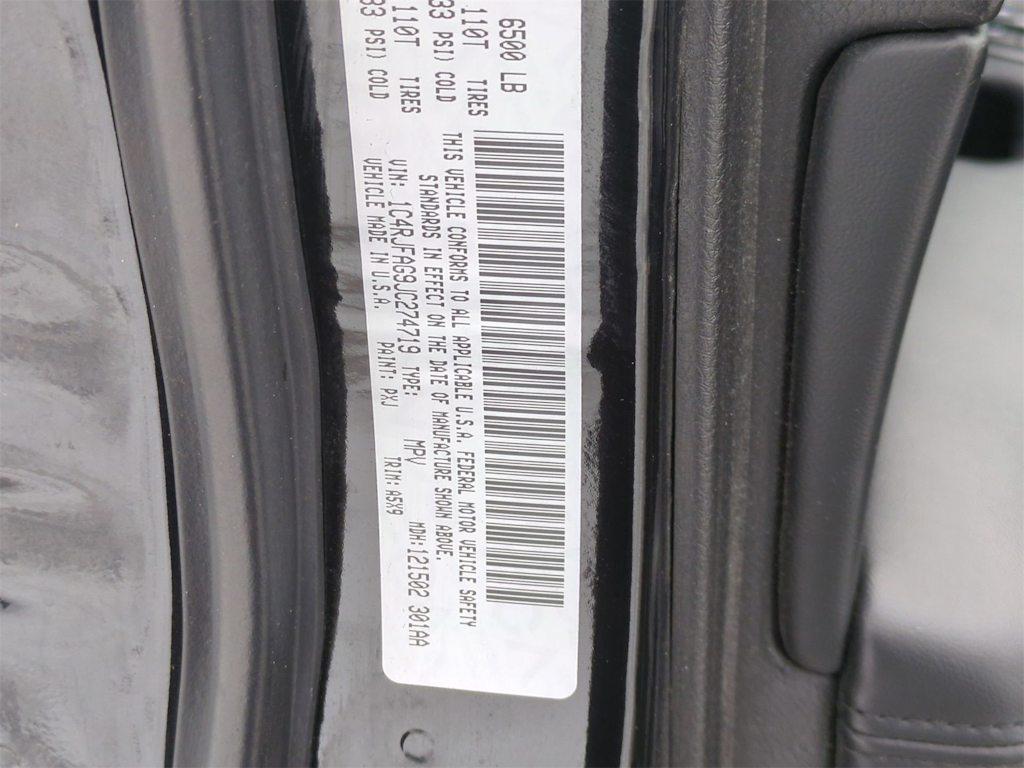 6500 LB
110T TIRES
33 PSI) COLD
110T TIRES
33 PSI) COLD
THIS VEHICLE CONFORMS TO ALL APPLICABLE U.S.A. FEDERAL MOTOR VEHICLE SAFETY
STANDARDS IN EFFECT ON THE DATE OF MANUFACTURE SHOWN ABOVE.
VIN: 1C4RJFAG9JC274719 TYPE: MPV MDH:121502 301AA
VEHICLE MADE IN U.S.A. PAINT: PXJ TRIM: A5X9